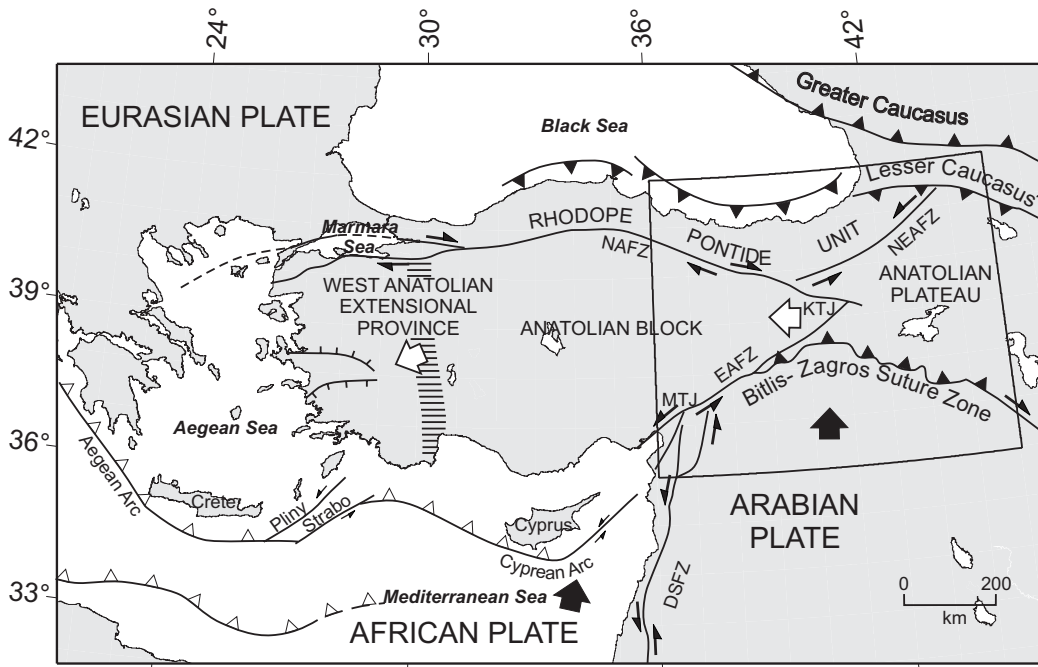 24°
30°
36°
42°
EURASIAN PLATE
Black Sea
Greater Caucasus
42°
Lesser Caucasus
Marmara
Sea
RHODOPE
NAFZ
PONTIDE
UNIT
NEAFZ
39°
WEST ANATOLIAN
EXTENSIONAL
PROVINCE
ANATOLIAN BLOCK
KTJ
ANATOLIAN
PLATEAU
EAFZ
MTJ
Bitlis- Zagros Suture Zone
36°
Aegean Sea
Aegean Arc
Crete
Pliny
Strabo
Cyprus
Cyprean Arc
ARABIAN
PLATE
DSFZ
33°
Mediterranean Sea
AFRICAN PLATE
0
200
km